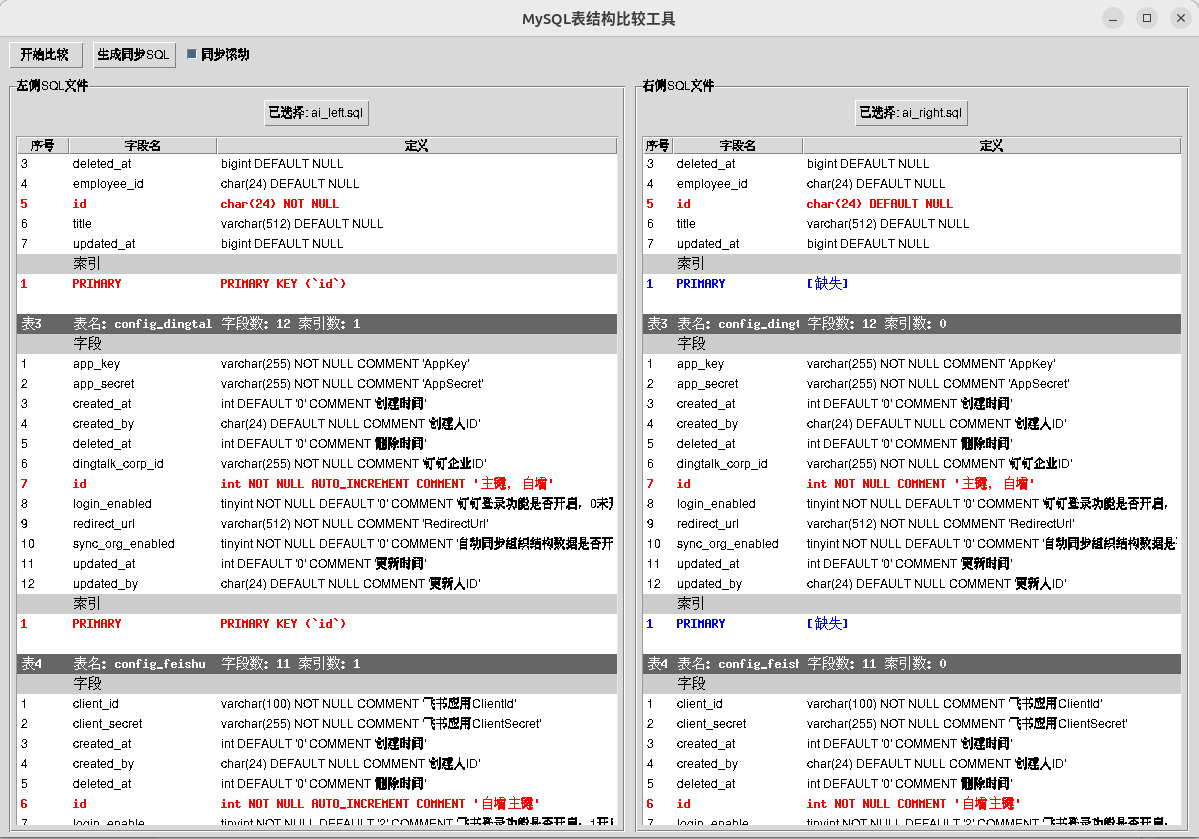 MySQL表结构比较工具
开始比较 生成同步SQL 同步滚动
左侧SQL文件
已选择: ai_left.sql
序号 字段名 定义
3 deleted_at bigint DEFAULT NULL
4 employee_id char(24) DEFAULT NULL
5 id char(24) NOT NULL
6 title varchar(512) DEFAULT NULL
7 updated_at bigint DEFAULT NULL
索引
1 PRIMARY PRIMARY KEY (`id`)
表3 表名: config_dingtal 字段数: 12 索引数: 1
字段
1 app_key varchar(255) NOT NULL COMMENT 'AppKey'
2 app_secret varchar(255) NOT NULL COMMENT 'AppSecret'
3 created_at int DEFAULT '0' COMMENT '创建时间'
4 created_by char(24) DEFAULT NULL COMMENT '创建人ID'
5 deleted_at int DEFAULT '0' COMMENT '删除时间'
6 dingtalk_corp_id varchar(255) NOT NULL COMMENT '钉钉企业ID'
7 id int NOT NULL AUTO_INCREMENT COMMENT '主键, 自增'
8 login_enabled tinyint NOT NULL DEFAULT '0' COMMENT '钉钉登录功能是否开启，0未开
9 redirect_url varchar(512) NOT NULL COMMENT 'RedirectUrl'
10 sync_org_enabled tinyint NOT NULL DEFAULT '0' COMMENT '自动同步组织结构数据是否开
11 updated_at int DEFAULT '0' COMMENT '更新时间'
12 updated_by char(24) DEFAULT NULL COMMENT '更新人ID'
索引
1 PRIMARY PRIMARY KEY (`id`)
表4 表名: config_feishu 字段数: 11 索引数: 1
字段
1 client_id varchar(100) NOT NULL COMMENT '飞书应用ClientId'
2 client_secret varchar(255) NOT NULL COMMENT '飞书应用ClientSecret'
3 created_at int DEFAULT '0' COMMENT '创建时间'
4 created_by char(24) DEFAULT NULL COMMENT '创建人ID'
5 deleted_at int DEFAULT '0' COMMENT '删除时间'
6 id int NOT NULL AUTO_INCREMENT COMMENT '自增主键'
7 login_enable tinyint NOT NULL DEFAULT '2' COMMENT '飞书登录功能是否开启，1开
右侧SQL文件
已选择: ai_right.sql
序号 字段名 定义
3 deleted_at bigint DEFAULT NULL
4 employee_id char(24) DEFAULT NULL
5 id char(24) DEFAULT NULL
6 title varchar(512) DEFAULT NULL
7 updated_at bigint DEFAULT NULL
索引
1 PRIMARY [缺失]
表3 表名: config_dingt 字段数: 12 索引数: 0
字段
1 app_key varchar(255) NOT NULL COMMENT 'AppKey'
2 app_secret varchar(255) NOT NULL COMMENT 'AppSecret'
3 created_at int DEFAULT '0' COMMENT '创建时间'
4 created_by char(24) DEFAULT NULL COMMENT '创建人ID'
5 deleted_at int DEFAULT '0' COMMENT '删除时间'
6 dingtalk_corp_id varchar(255) NOT NULL COMMENT '钉钉企业ID'
7 id int NOT NULL COMMENT '主键, 自增'
8 login_enabled tinyint NOT NULL DEFAULT '0' COMMENT '钉钉登录功能是否开启，
9 redirect_url varchar(512) NOT NULL COMMENT 'RedirectUrl'
10 sync_org_enabled tinyint NOT NULL DEFAULT '0' COMMENT '自动同步组织结构数据是
11 updated_at int DEFAULT '0' COMMENT '更新时间'
12 updated_by char(24) DEFAULT NULL COMMENT '更新人ID'
索引
1 PRIMARY [缺失]
表4 表名: config_feish 字段数: 11 索引数: 0
字段
1 client_id varchar(100) NOT NULL COMMENT '飞书应用ClientId'
2 client_secret varchar(255) NOT NULL COMMENT '飞书应用ClientSecret'
3 created_at int DEFAULT '0' COMMENT '创建时间'
4 created_by char(24) DEFAULT NULL COMMENT '创建人ID'
5 deleted_at int DEFAULT '0' COMMENT '删除时间'
6 id int NOT NULL COMMENT '自增主键'
7 login_enable tinyint NOT NULL DEFAULT '2' COMMENT '飞书登录功能是否开启，